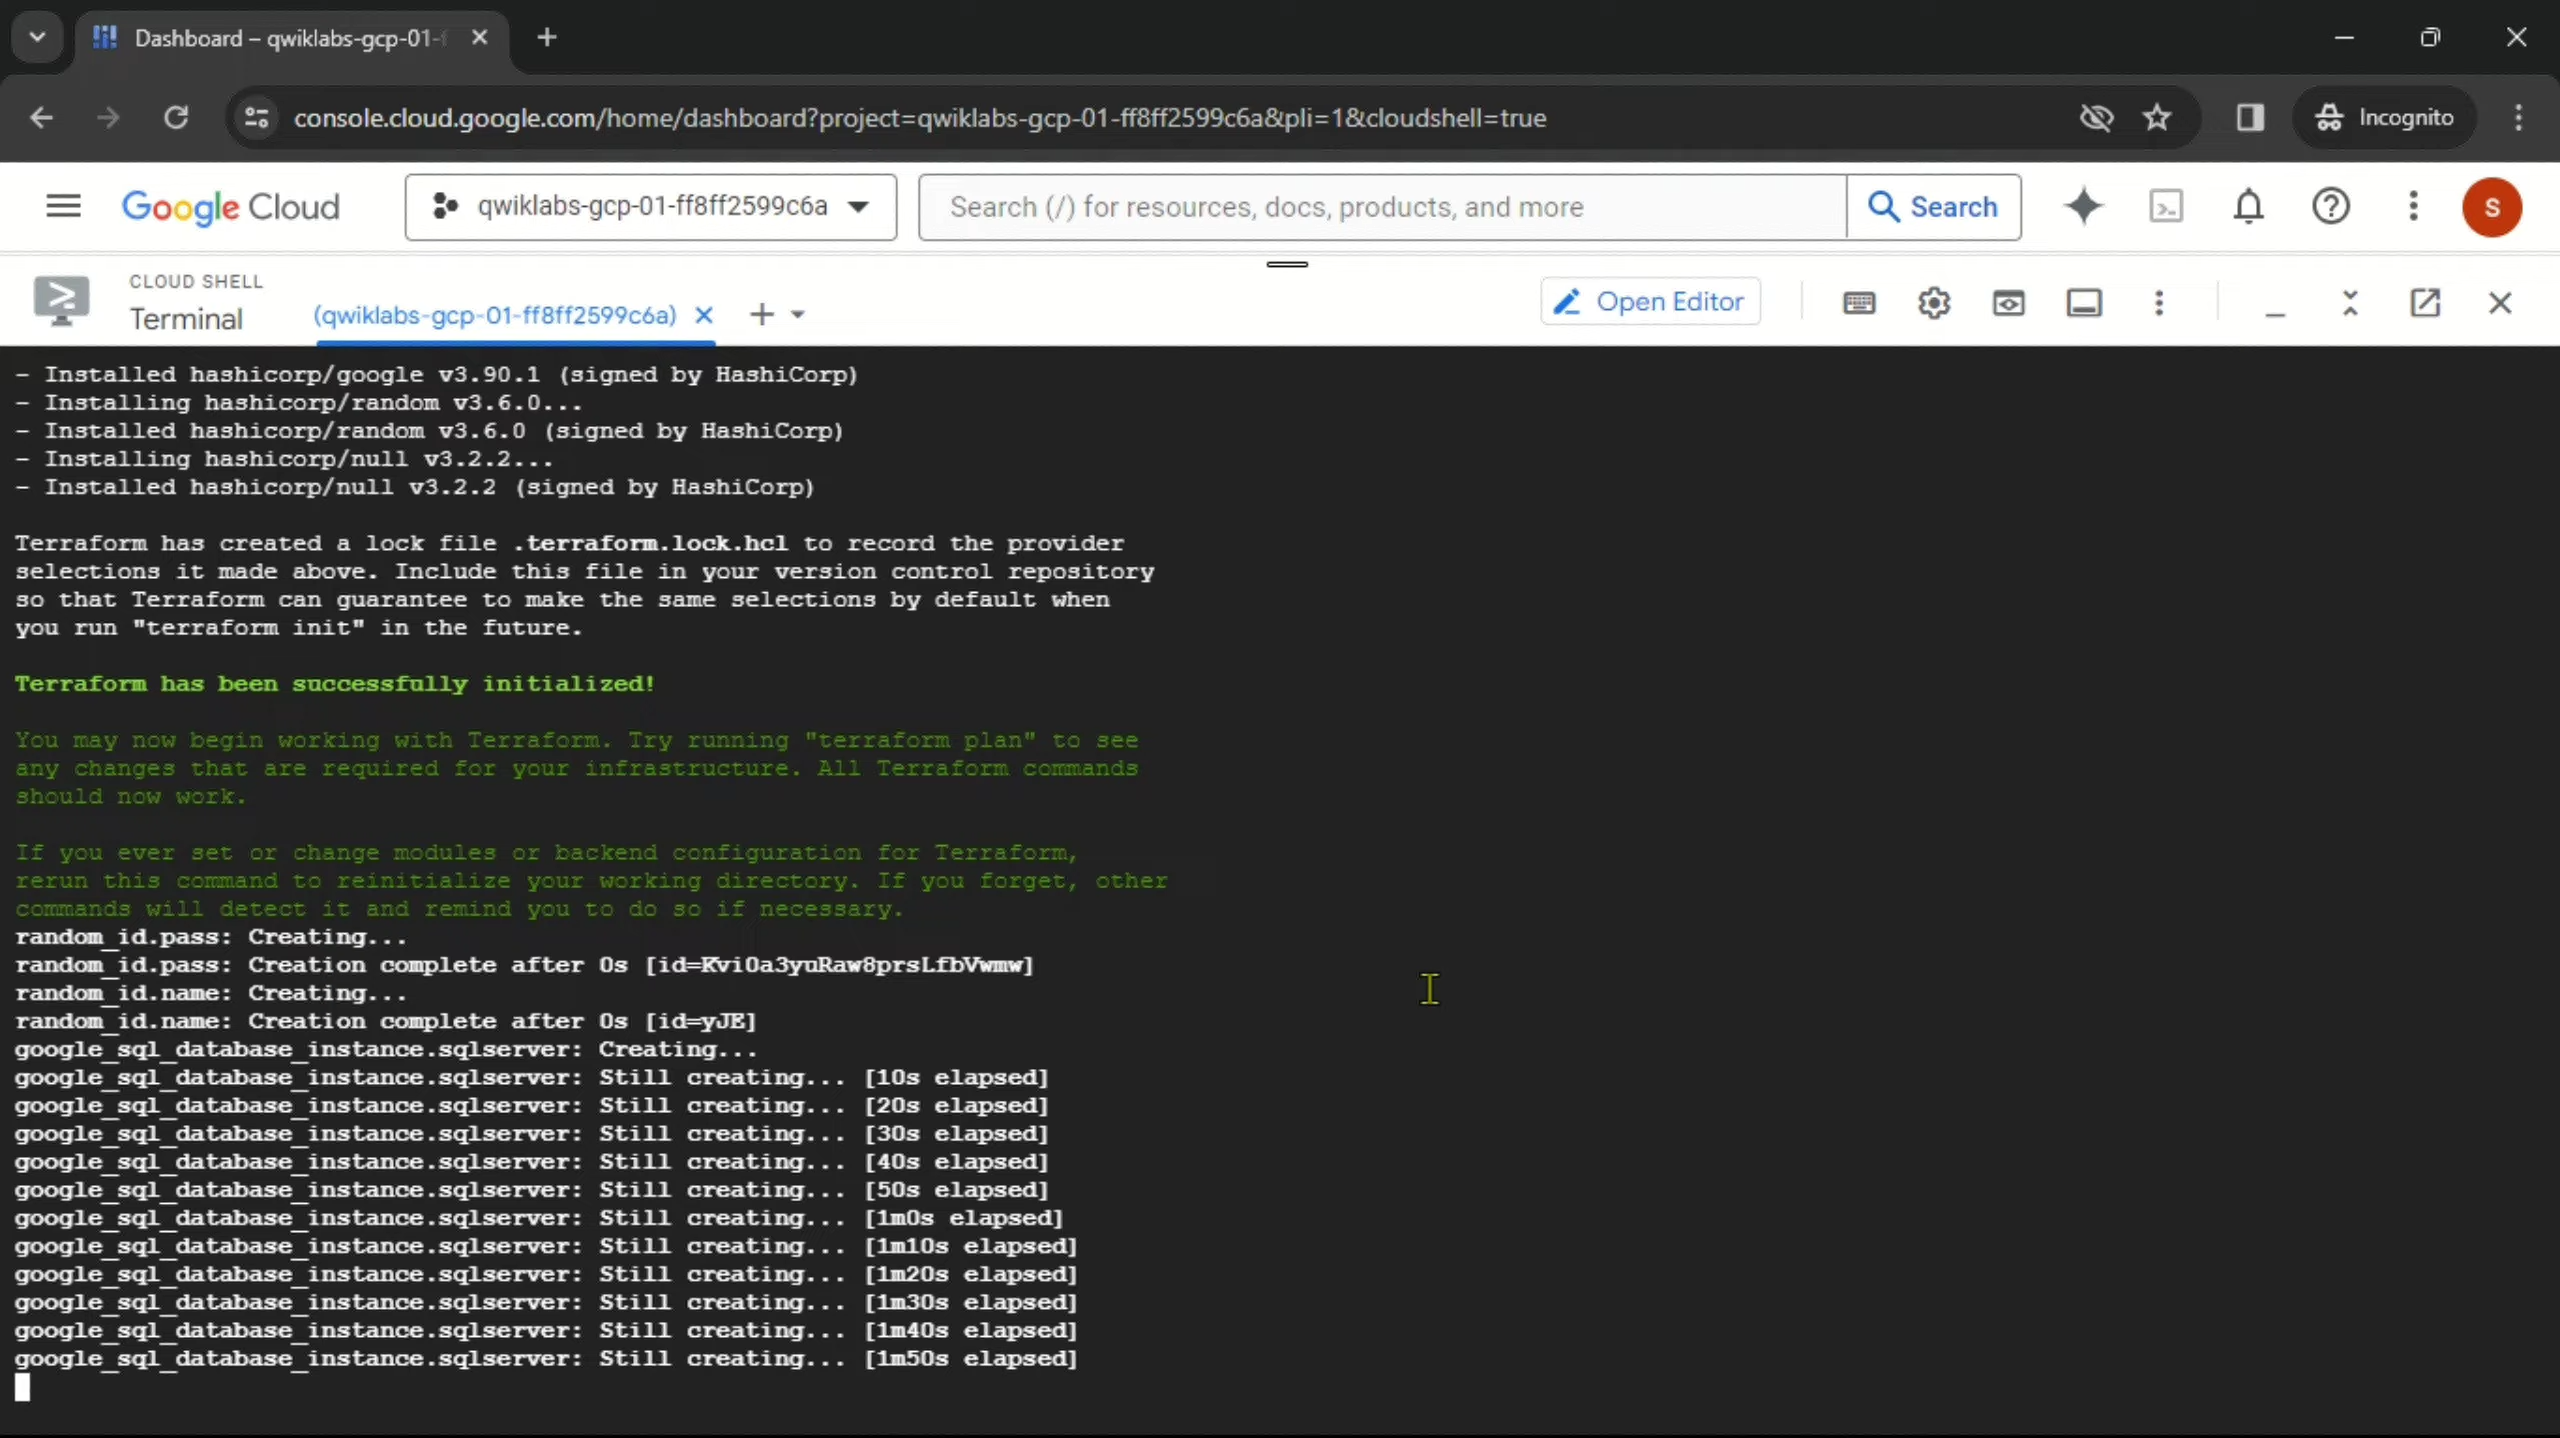 Dashboard – qwiklabs-gcp-01-
console.cloud.google.com/home/dashboard?project=qwiklabs-gcp-01-ff8ff2599c6a&pli=1&cloudshell=true
Incognito
Google Cloud
qwiklabs-gcp-01-ff8ff2599c6a
Search (/) for resources, docs, products, and more
Search
S
CLOUD SHELL
Terminal
(qwiklabs-gcp-01-ff8ff2599c6a)
Open Editor
- Installed hashicorp/google v3.90.1 (signed by HashiCorp)
- Installing hashicorp/random v3.6.0...
- Installed hashicorp/random v3.6.0 (signed by HashiCorp)
- Installing hashicorp/null v3.2.2...
- Installed hashicorp/null v3.2.2 (signed by HashiCorp)
Terraform has created a lock file .terraform.lock.hcl to record the provider
selections it made above. Include this file in your version control repository
so that Terraform can guarantee to make the same selections by default when
you run "terraform init" in the future.
Terraform has been successfully initialized!
You may now begin working with Terraform. Try running "terraform plan" to see
any changes that are required for your infrastructure. All Terraform commands
should now work.
If you ever set or change modules or backend configuration for Terraform,
rerun this command to reinitialize your working directory. If you forget, other
commands will detect it and remind you to do so if necessary.
random_id.pass: Creating...
random_id.pass: Creation complete after 0s [id=Kvi0a3yuRaw8prsLfbVwmw]
random_id.name: Creating...
random_id.name: Creation complete after 0s [id=yJE]
google_sql_database_instance.sqlserver: Creating...
google_sql_database_instance.sqlserver: Still creating... [10s elapsed]
google_sql_database_instance.sqlserver: Still creating... [20s elapsed]
google_sql_database_instance.sqlserver: Still creating... [30s elapsed]
google_sql_database_instance.sqlserver: Still creating... [40s elapsed]
google_sql_database_instance.sqlserver: Still creating... [50s elapsed]
google_sql_database_instance.sqlserver: Still creating... [1m0s elapsed]
google_sql_database_instance.sqlserver: Still creating... [1m10s elapsed]
google_sql_database_instance.sqlserver: Still creating... [1m20s elapsed]
google_sql_database_instance.sqlserver: Still creating... [1m30s elapsed]
google_sql_database_instance.sqlserver: Still creating... [1m40s elapsed]
google_sql_database_instance.sqlserver: Still creating... [1m50s elapsed]